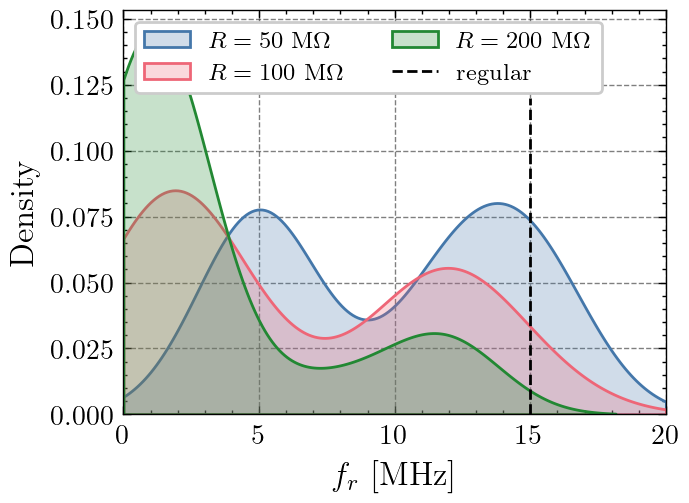 R = 50 MΩ
R = 100 MΩ
R = 200 MΩ
regular
Density
0.150
0.125
0.100
0.075
0.050
0.025
0.000
0 5 10 15 20
f_r [MHz]